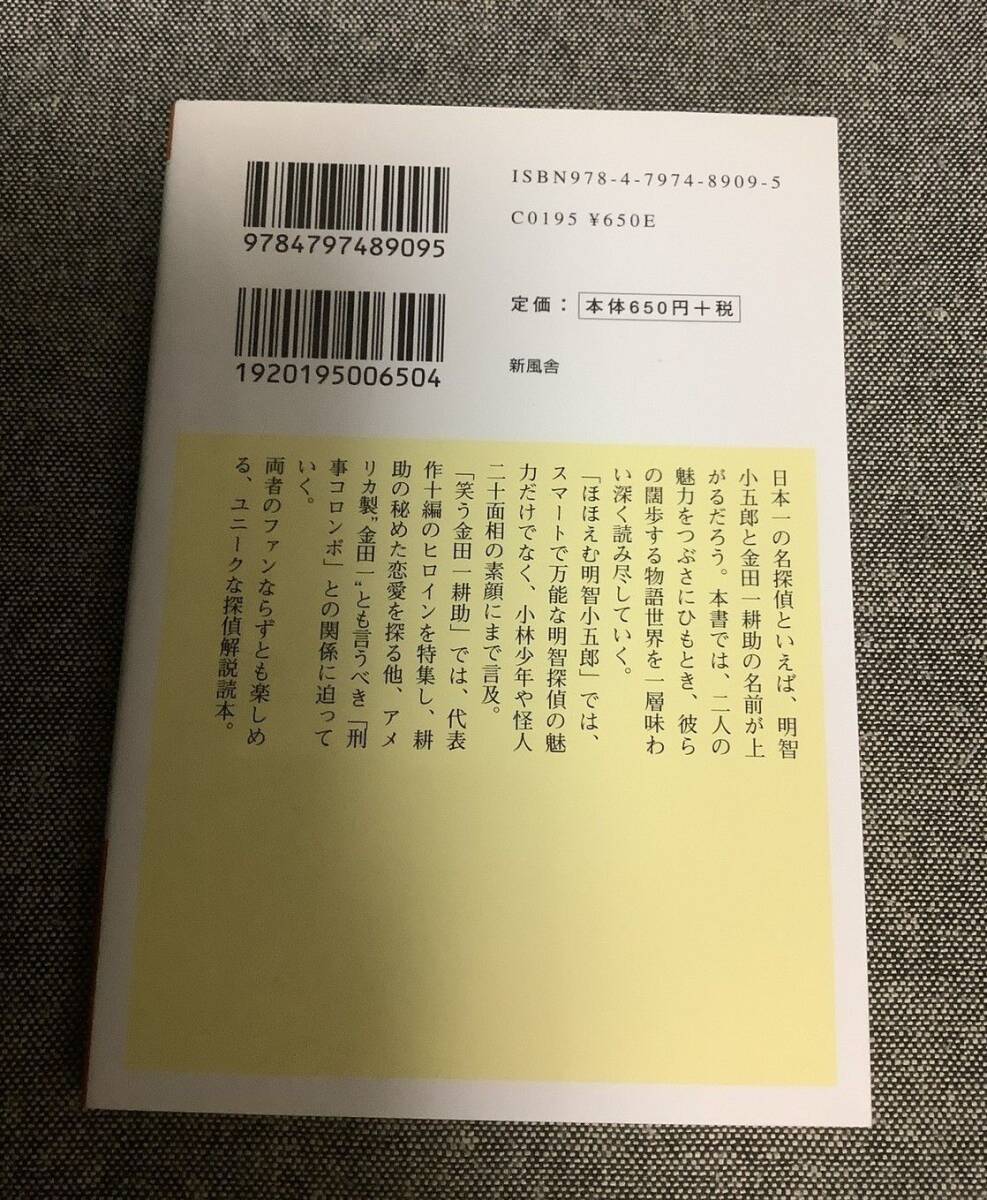 ISBN978-4-7974-8909-5
C0195 ¥650E
9784797489095
定価： 本体650円＋税
1920195006504
新風舎
日本一の名探偵といえば、明智
小五郎と金田一耕助の名前が上
がるだろう。本書では、二人の
魅力をつぶさにひもとき、彼ら
の闊歩する物語世界を一層味わ
い深く読み尽くしていく。
「ほほえむ明智小五郎」では、
スマートで万能な明智探偵の魅
力だけでなく、小林少年や怪人
二十面相の素顔にまで言及。
「笑う金田一耕助」では、代表
作十編のヒロインを特集し、耕
助の秘めた恋愛を探る他、アメ
リカ製〝金田一〟とも言うべき「刑
事コロンボ」との関係に迫って
いく。
両者のファンならずとも楽しめ
る、ユニークな探偵解説読本。